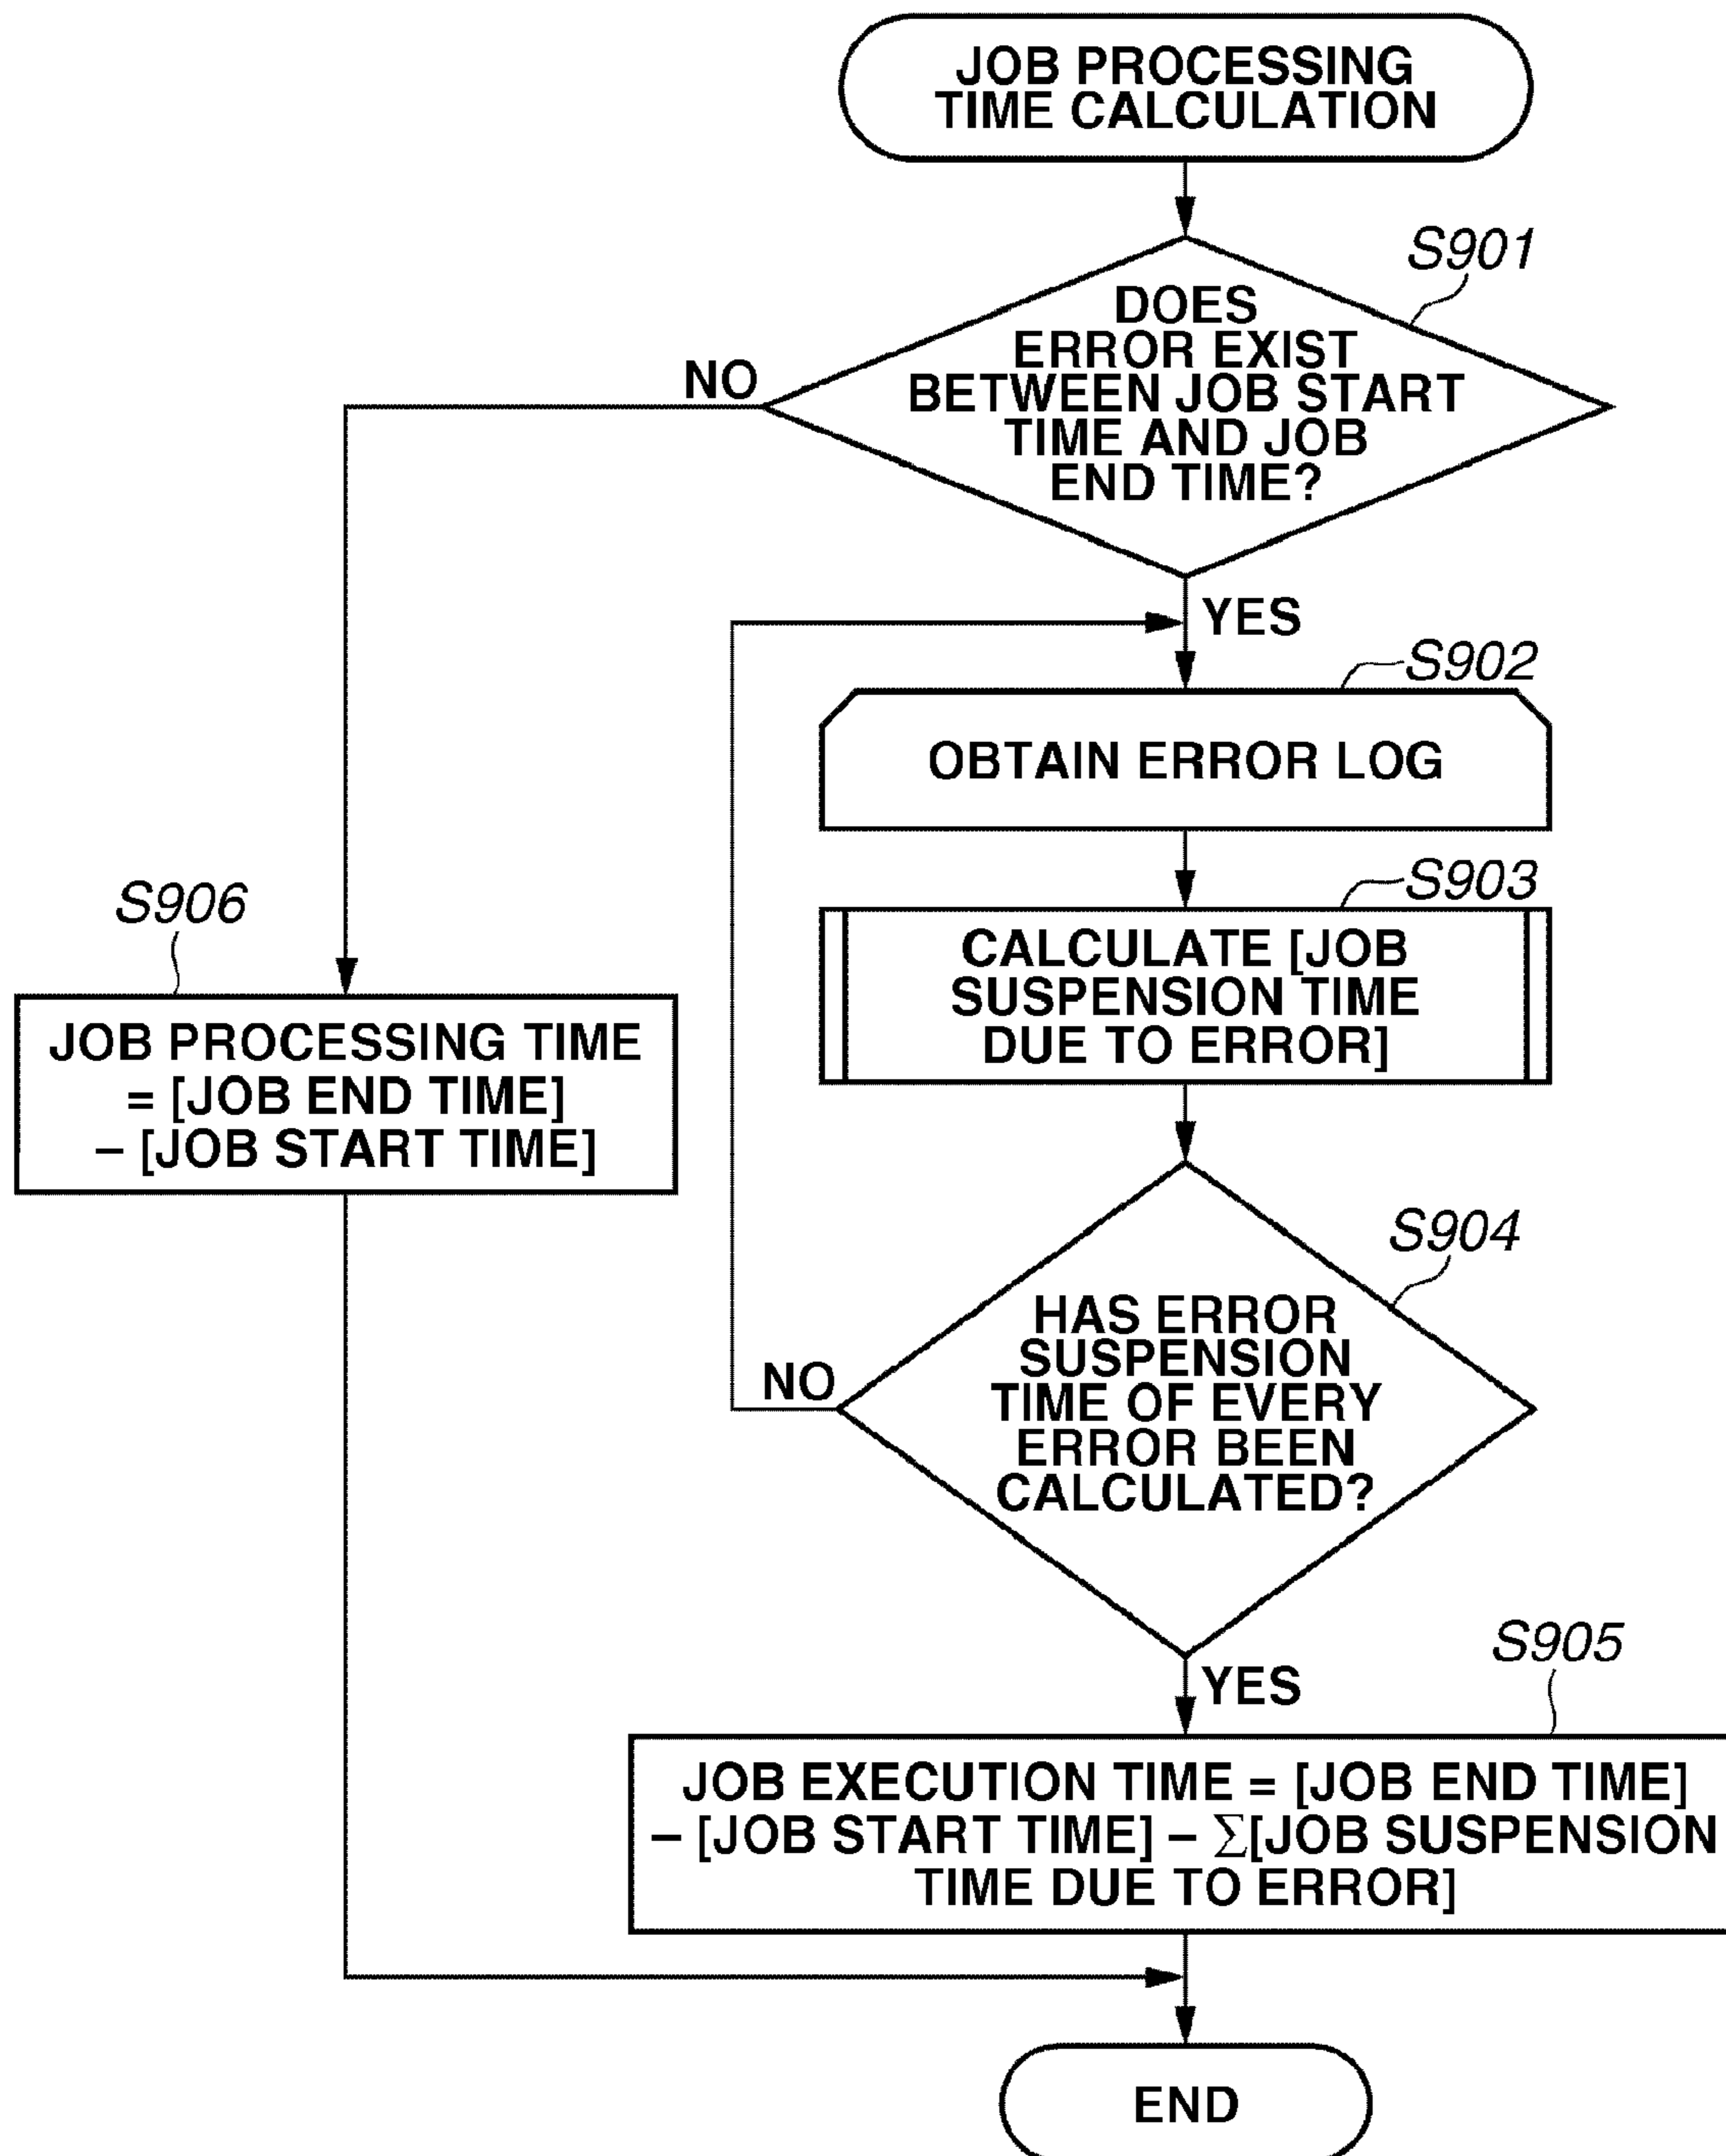 JOB PROCESSING
TIME CALCULATION
S901
DOES
ERROR EXIST
BETWEEN JOB START
TIME AND JOB
END TIME?
NO
YES
S902
OBTAIN ERROR LOG
S903
CALCULATE [JOB
SUSPENSION TIME
DUE TO ERROR]
S906
JOB PROCESSING TIME
= [JOB END TIME]
– [JOB START TIME]
S904
HAS ERROR
SUSPENSION
TIME OF EVERY
ERROR BEEN
CALCULATED?
NO
YES
S905
JOB EXECUTION TIME = [JOB END TIME]
– [JOB START TIME] – Σ[JOB SUSPENSION
TIME DUE TO ERROR]
END